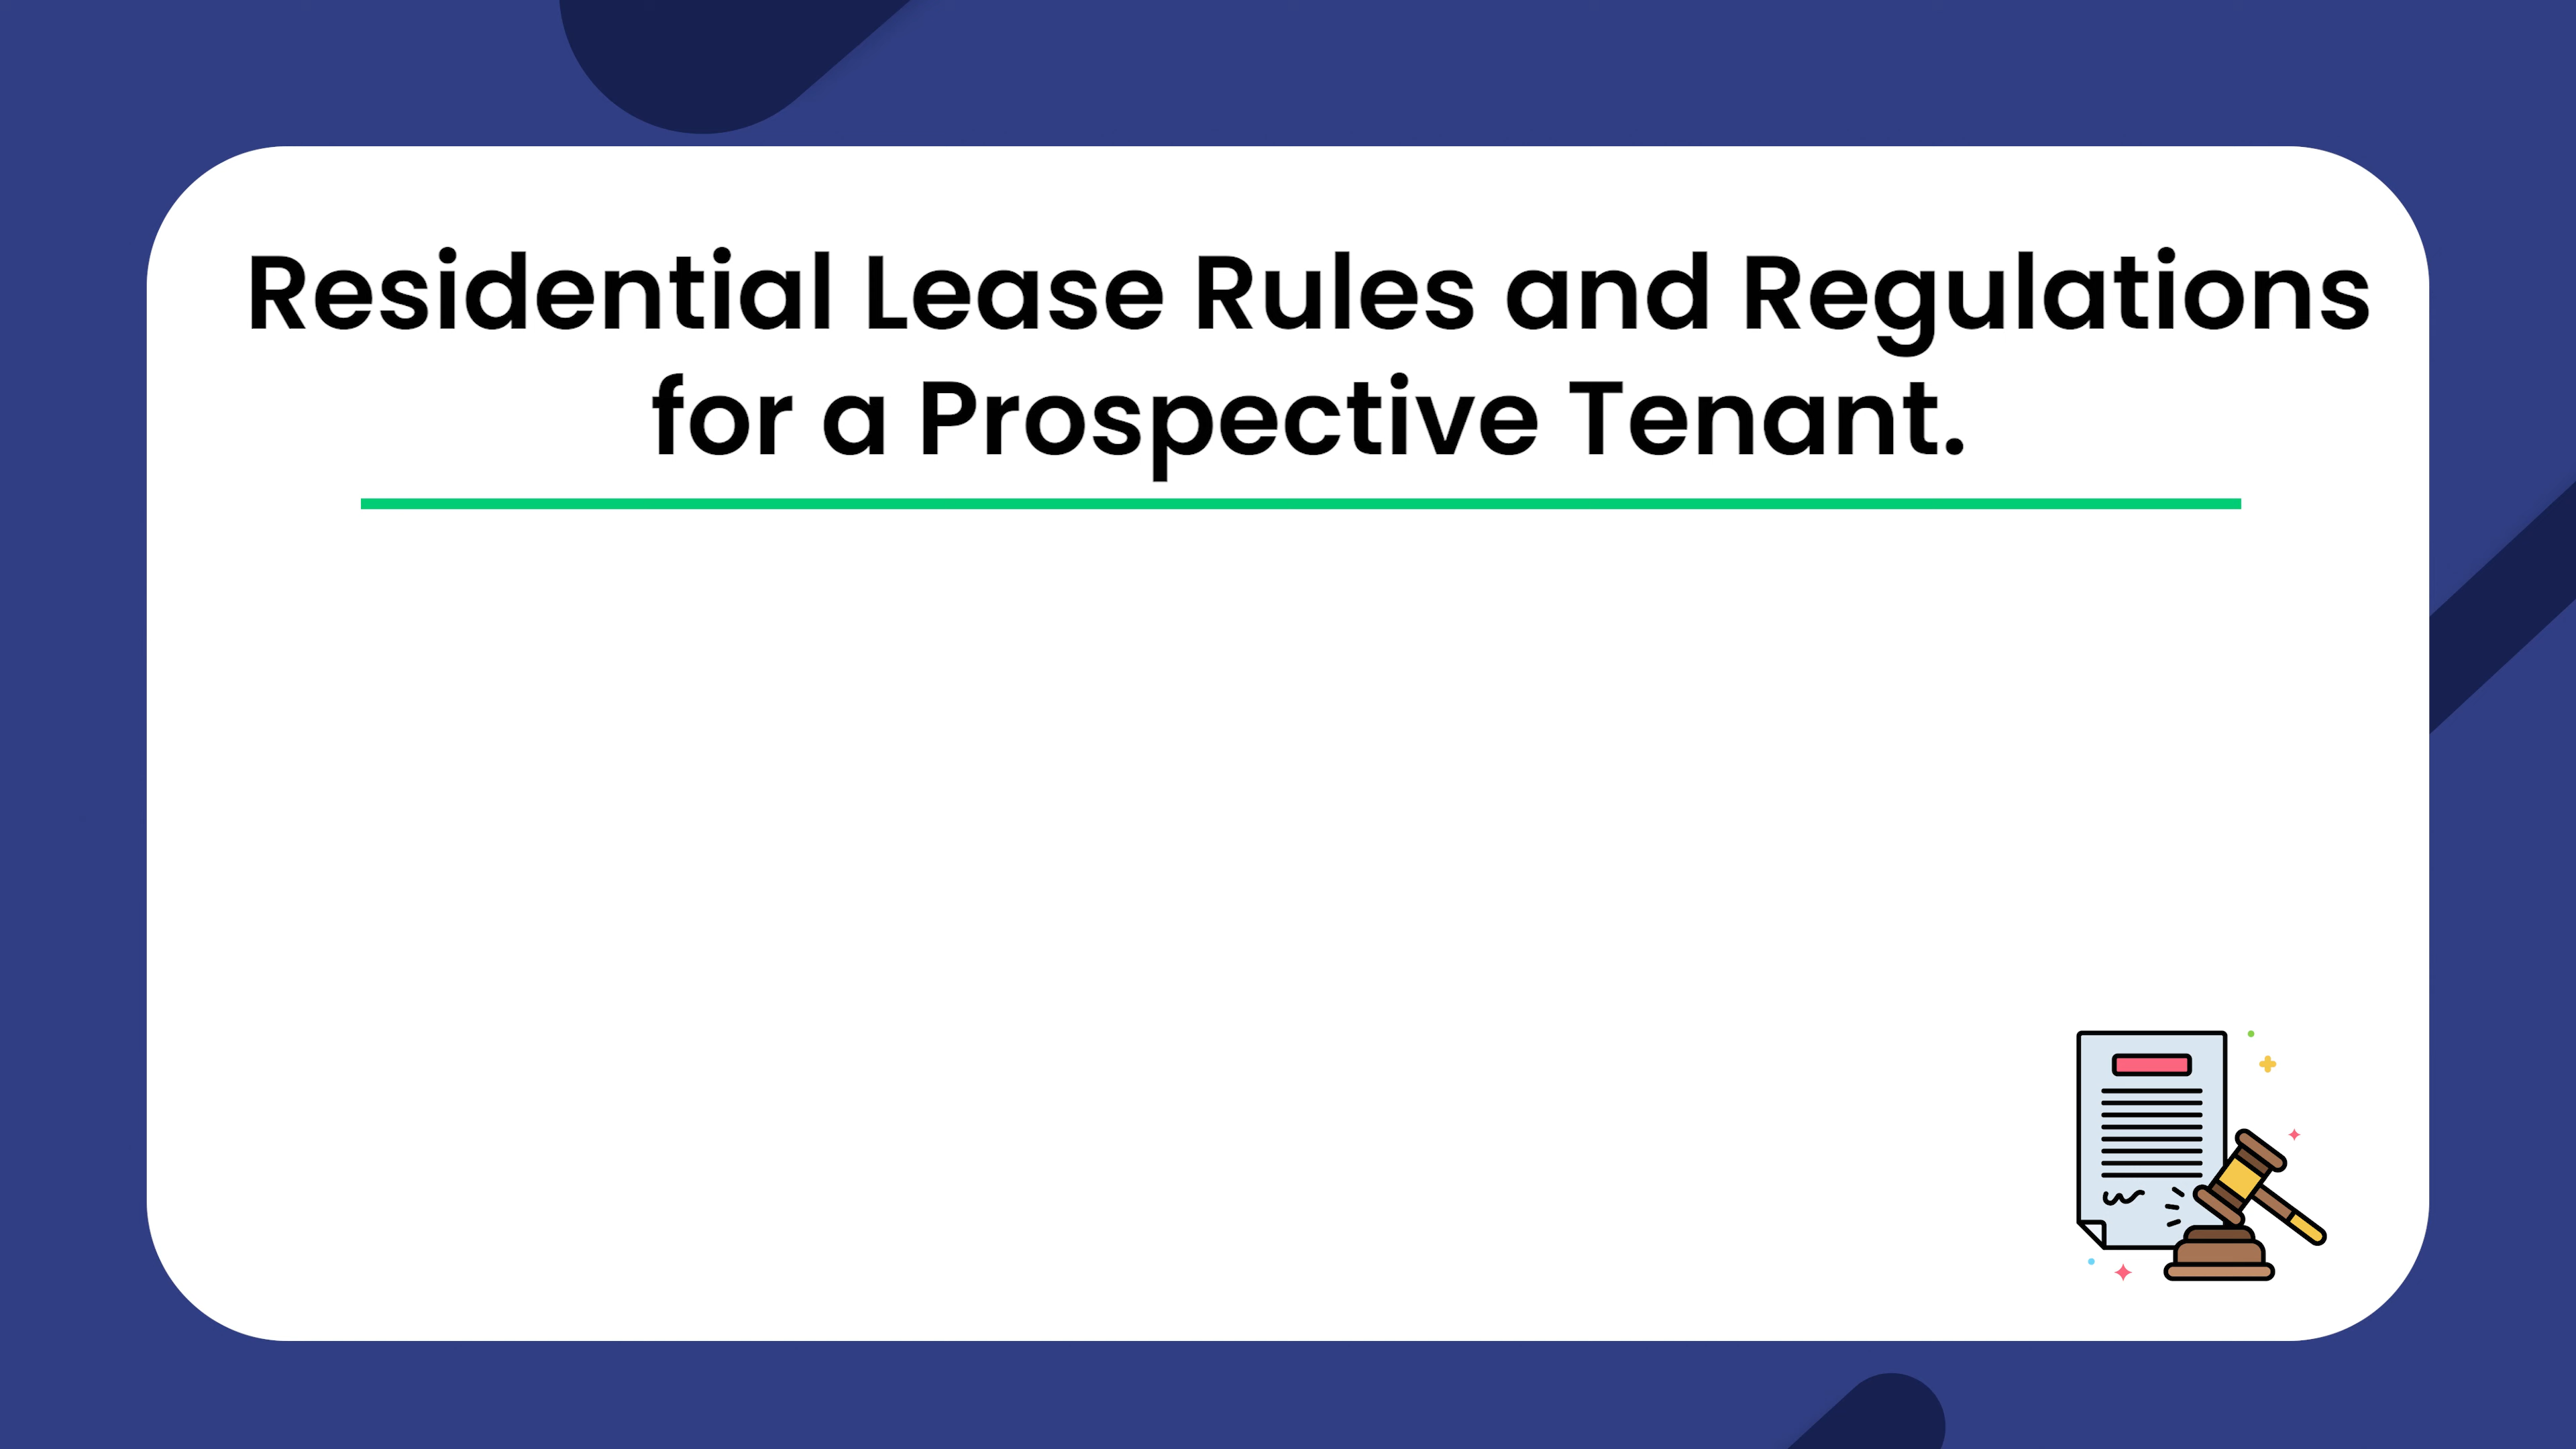 Residential Lease Rules and Regulations
for a Prospective Tenant.